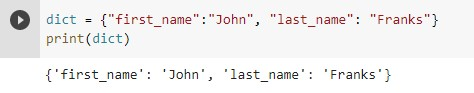 dict = {"first_name":"John", "last_name": "Franks"}
print(dict)
{'first_name': 'John', 'last_name': 'Franks'}